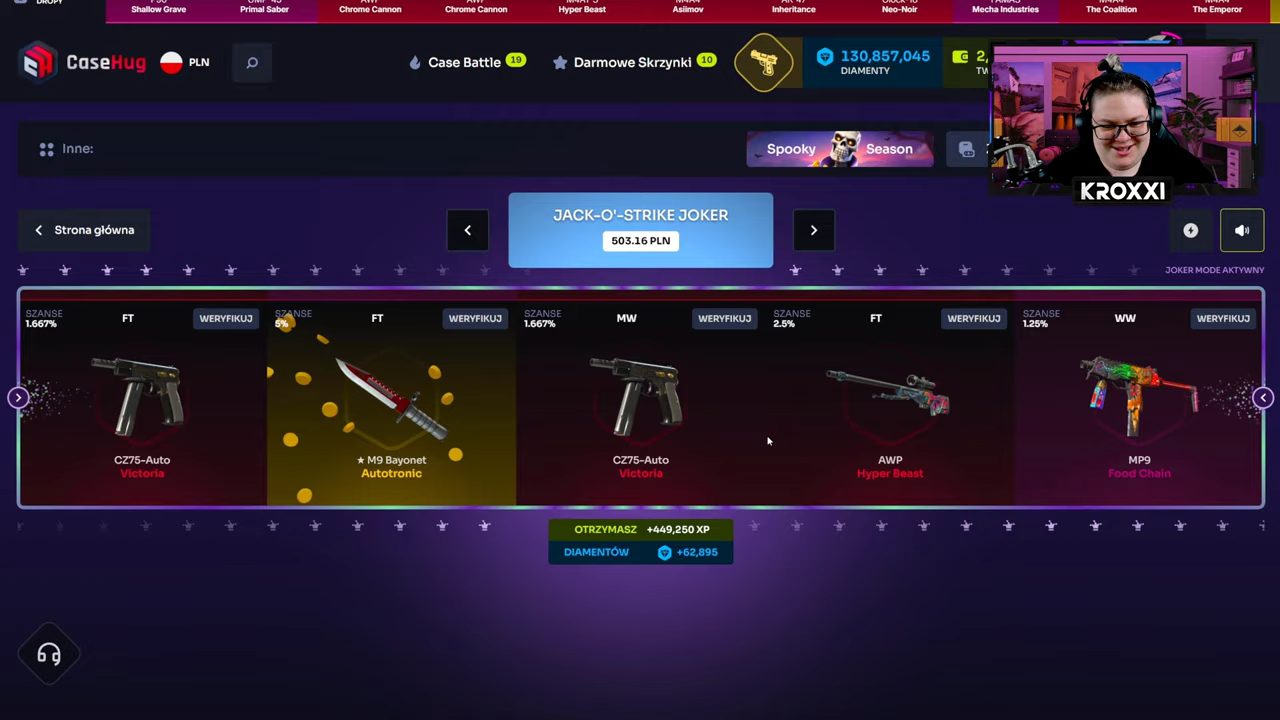 DROPY
Shallow Grave
Primal Saber
Chrome Cannon
Chrome Cannon
Hyper Beast
Asiimov
Inheritance
Neo-Noir
Mecha Industries
The Coalition
The Emperor
CaseHug
PLN
Case Battle 19
Darmowe Skrzynki 10
130,857,045
DIAMENTY
2,
TW
KROXXI
Inne:
Spooky Season
Strona główna
JACK-O'-STRIKE JOKER
503.16 PLN
JOKER MODE AKTYWNY
SZANSE
1.667%
FT
WERYFIKUJ
CZ75-Auto
Victoria
SZANSE
5%
FT
WERYFIKUJ
★ M9 Bayonet
Autotronic
SZANSE
1.667%
MW
WERYFIKUJ
CZ75-Auto
Victoria
SZANSE
2.5%
FT
WERYFIKUJ
AWP
Hyper Beast
SZANSE
1.25%
WW
WERYFIKUJ
MP9
Food Chain
OTRZYMASZ +449,250 XP
DIAMENTÓW +62,895